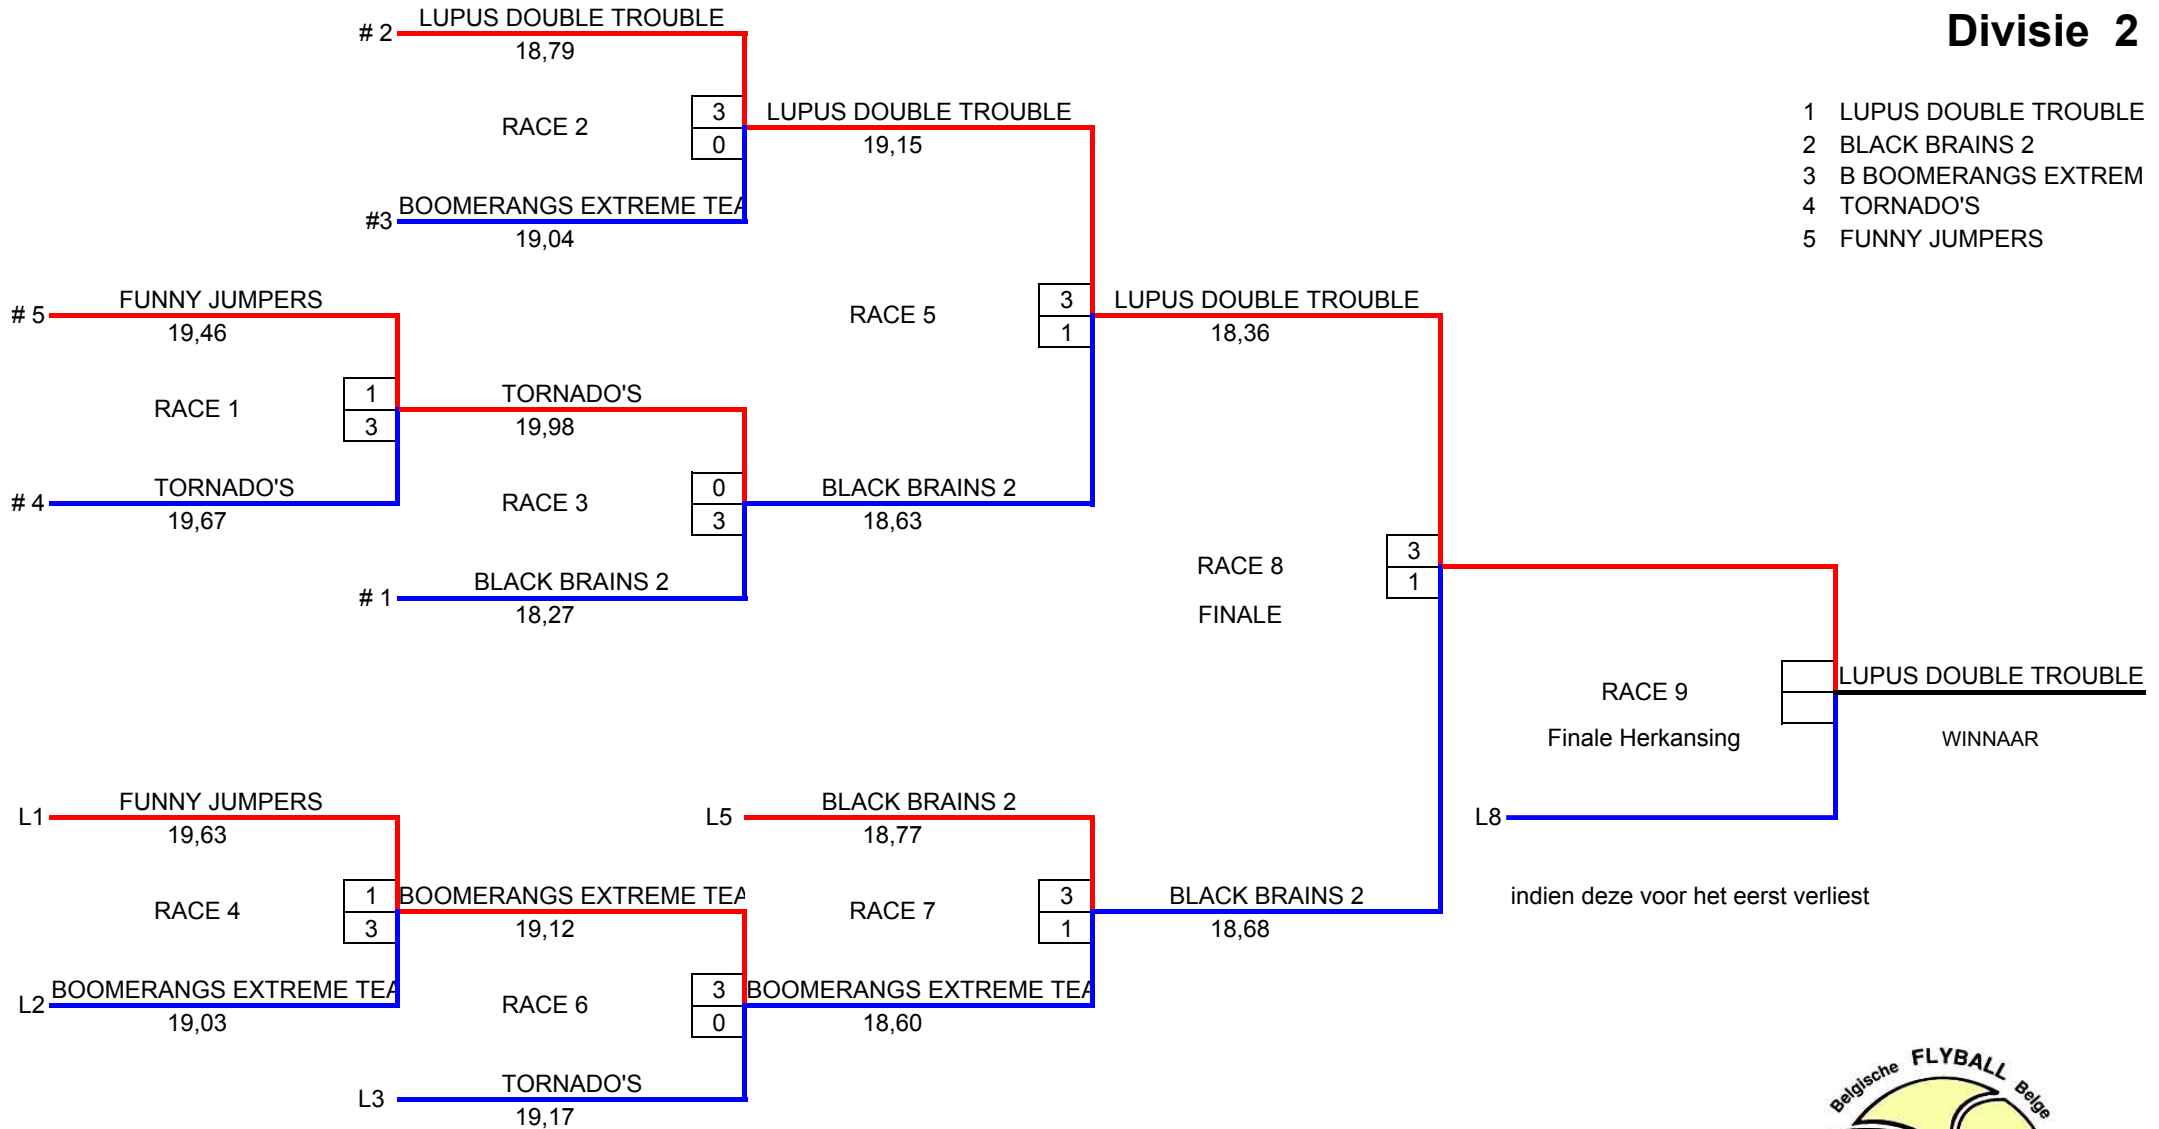 Divisie 2
LUPUS DOUBLE TROUBLE
# 2
18,79
RACE 2
3
0
LUPUS DOUBLE TROUBLE
19,15
BOOMERANGS EXTREME TEA
#3
19,04
1 LUPUS DOUBLE TROUBLE
2 BLACK BRAINS 2
3 B BOOMERANGS EXTREM
4 TORNADO'S
5 FUNNY JUMPERS
FUNNY JUMPERS
# 5
19,46
RACE 1
1
3
TORNADO'S
# 4
19,67
TORNADO'S
19,98
RACE 3
0
3
BLACK BRAINS 2
# 1
18,27
RACE 5
3
1
LUPUS DOUBLE TROUBLE
18,36
BLACK BRAINS 2
18,63
RACE 8
FINALE
3
1
RACE 9
Finale Herkansing
LUPUS DOUBLE TROUBLE
WINNAAR
L8
indien deze voor het eerst verliest
FUNNY JUMPERS
L1
19,63
RACE 4
1
3
BOOMERANGS EXTREME TEA
L2
19,03
BOOMERANGS EXTREME TEA
19,12
RACE 6
3
0
TORNADO'S
L3
19,17
BLACK BRAINS 2
L5
18,77
RACE 7
3
1
BOOMERANGS EXTREME TEA
18,60
BLACK BRAINS 2
18,68
Belgische FLYBALL Belge